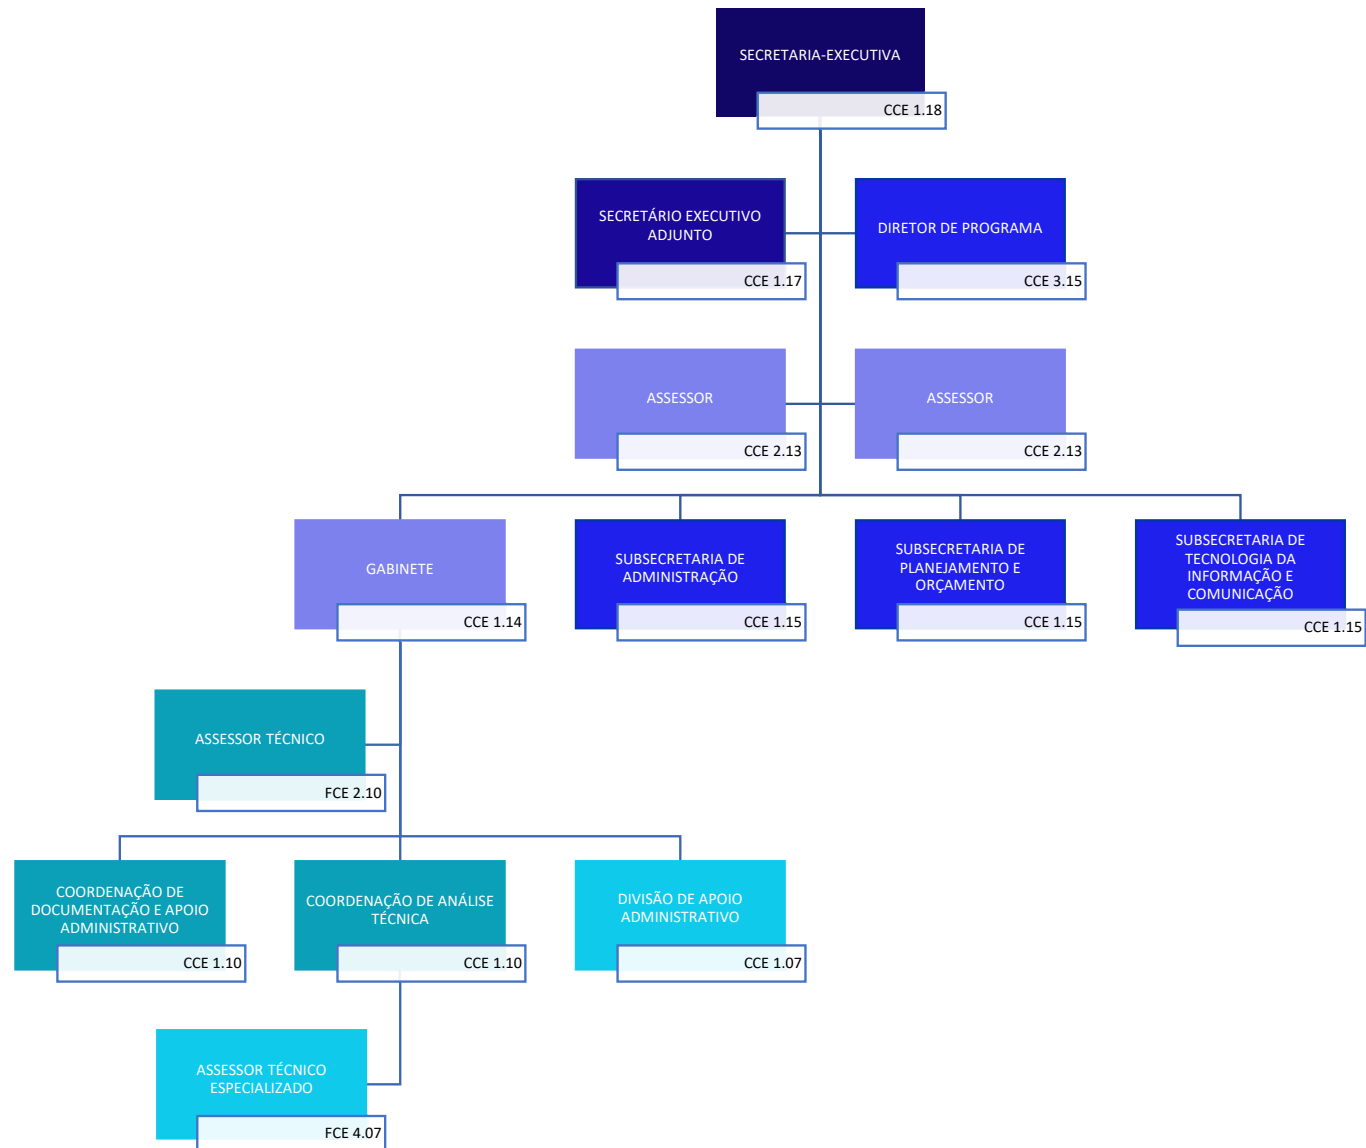 SECRETARIA-EXECUTIVA
CCE 1.18
SECRETÁRIO EXECUTIVO
ADJUNTO
CCE 1.17
DIRETOR DE PROGRAMA
CCE 3.15
ASSESSOR
CCE 2.13
ASSESSOR
CCE 2.13
GABINETE
CCE 1.14
SUBSECRETARIA DE
ADMINISTRAÇÃO
CCE 1.15
SUBSECRETARIA DE
PLANEJAMENTO E
ORÇAMENTO
CCE 1.15
SUBSECRETARIA DE
TECNOLOGIA DA
INFORMAÇÃO E
COMUNICAÇÃO
CCE 1.15
ASSESSOR TÉCNICO
FCE 2.10
COORDENAÇÃO DE
DOCUMENTAÇÃO E APOIO
ADMINISTRATIVO
CCE 1.10
COORDENAÇÃO DE ANÁLISE
TÉCNICA
CCE 1.10
DIVISÃO DE APOIO
ADMINISTRATIVO
CCE 1.07
ASSESSOR TÉCNICO
ESPECIALIZADO
FCE 4.07